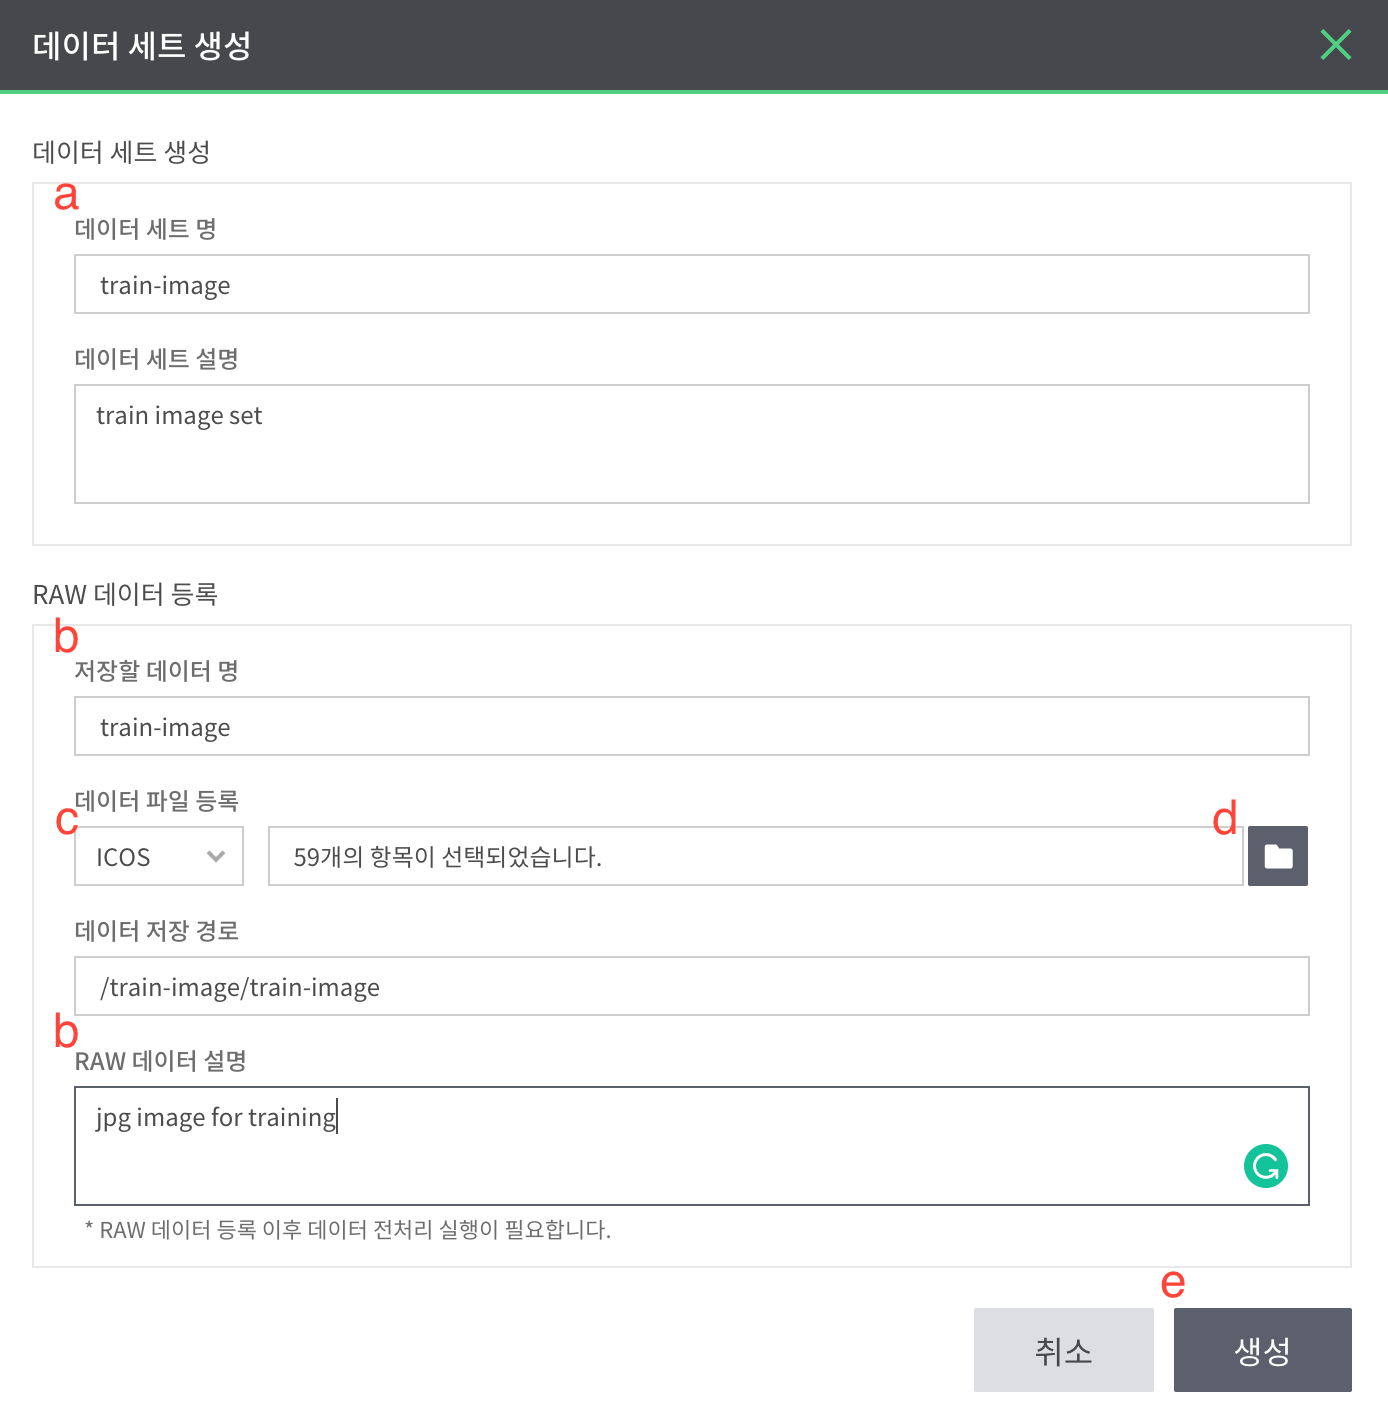 데이터 세트 생성
데이터 세트 생성
a
데이터 세트 명
train-image
데이터 세트 설명
train image set
RAW 데이터 등록
b
저장할 데이터 명
train-image
데이터 파일 등록
c
ICOS
59개의 항목이 선택되었습니다.
d
데이터 저장 경로
/train-image/train-image
b
RAW 데이터 설명
jpg image for training
* RAW 데이터 등록 이후 데이터 전처리 실행이 필요합니다.
e
취소
생성